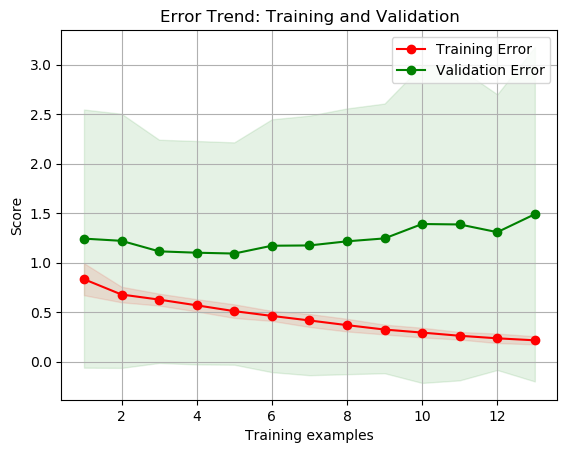 Error Trend: Training and Validation
Training Error
Validation Error
Score
3.0
2.5
2.0
1.5
1.0
0.5
0.0
2 4 6 8 10 12
Training examples